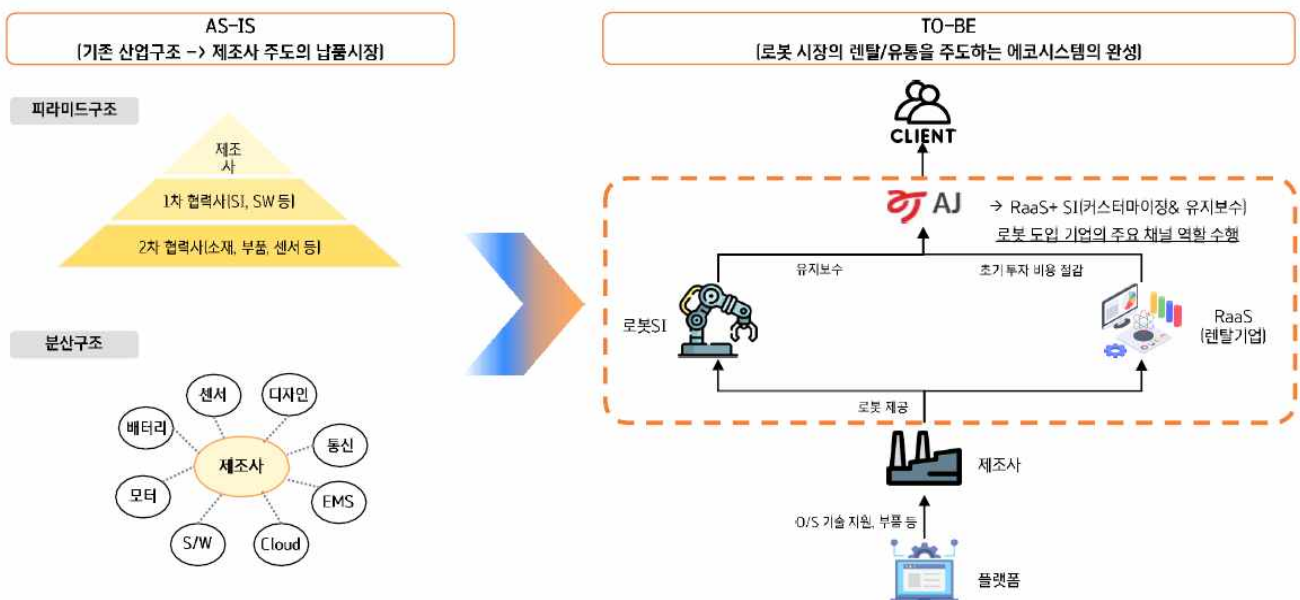 AS-IS
(기존 산업구조 -> 제조사 주도의 납품시장)
피라미드구조
제조
사
1차 협력사(SI, SW 등)
2차 협력사(소재, 부품, 센서 등)
분산구조
센서
디자인
배터리
통신
제조사
모터
EMS
S/W
Cloud
TO-BE
(로봇 시장의 렌탈/유통을 주도하는 에코시스템의 완성)
CLIENT
AJ
→ RaaS+ SI(커스터마이징& 유지보수)
로봇 도입 기업의 주요 채널 역할 수행
유지보수
초기 투자 비용 절감
로봇SI
RaaS
(렌탈기업)
로봇 제공
제조사
O/S 기술 지원, 부품 등
플랫폼